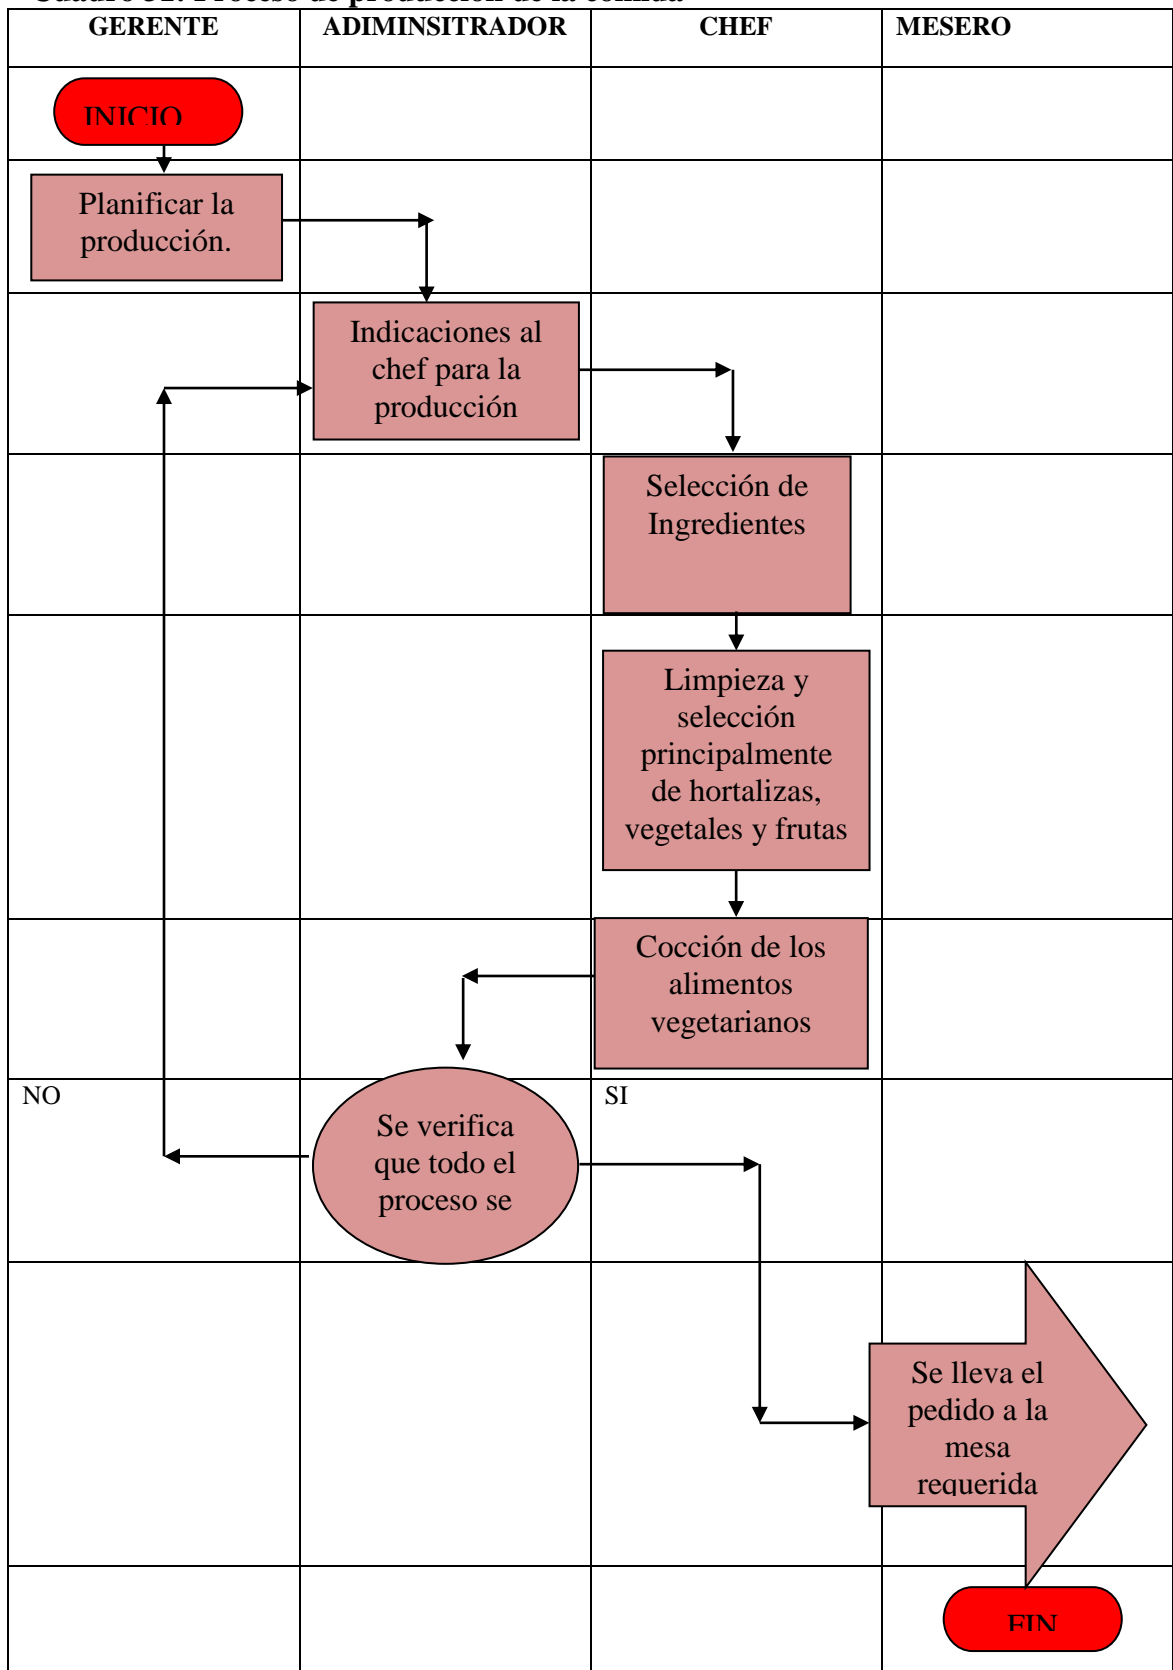 GERENTE
ADIMINSITRADOR
CHEF
MESERO
INICIO
Planificar la
producción.
Indicaciones al
chef para la
producción
Selección de
Ingredientes
Limpieza y
selección
principalmente
de hortalizas,
vegetales y frutas
Cocción de los
alimentos
vegetarianos
NO
SI
Se verifica
que todo el
proceso se
Se lleva el
pedido a la
mesa
requerida
FIN